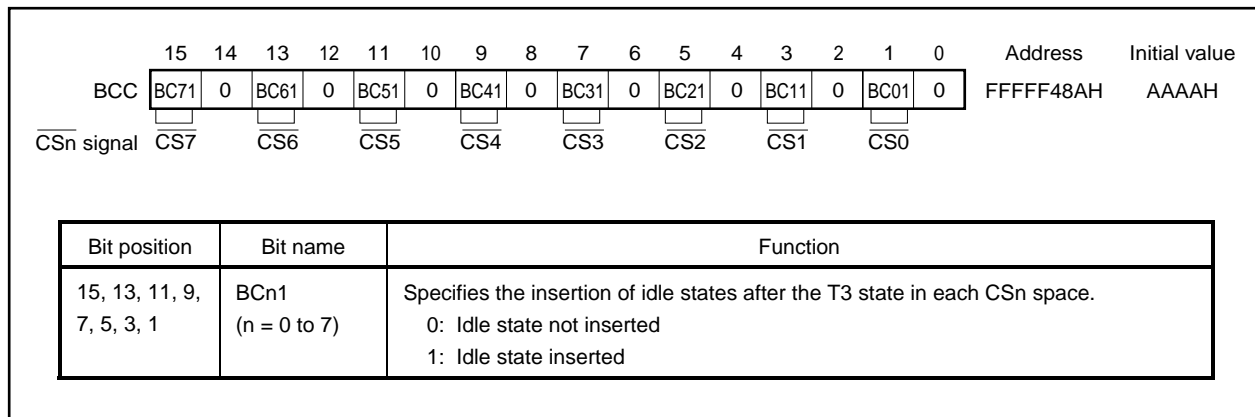 15 14 13 12 11 10 9 8 7 6 5 4 3 2 1 0 Address Initial value
BCC BC71 0 BC61 0 BC51 0 BC41 0 BC31 0 BC21 0 BC11 0 BC01 0 FFFFF48AH AAAAH
CSn signal CS7 CS6 CS5 CS4 CS3 CS2 CS1 CS0
Bit position Bit name Function
15, 13, 11, 9, BCn1 Specifies the insertion of idle states after the T3 state in each CSn space.
7, 5, 3, 1 (n = 0 to 7) 0: Idle state not inserted
1: Idle state inserted